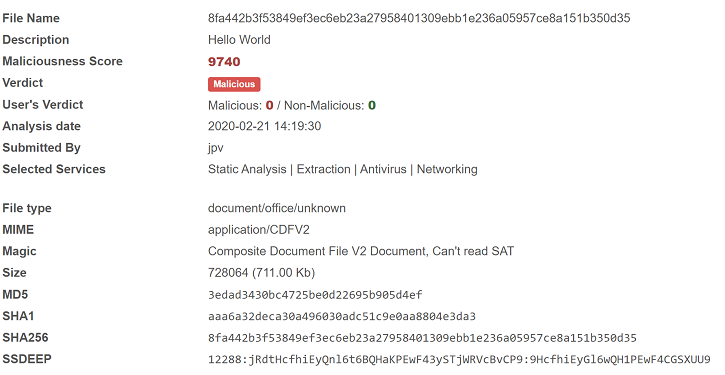 File Name 8fa442b3f53849ef3ec6eb23a27958401309ebb1e236a05957ce8a151b350d35
Description Hello World
Maliciousness Score 9740
Verdict Malicious
User's Verdict Malicious: 0 / Non-Malicious: 0
Analysis date 2020-02-21 14:19:30
Submitted By jpv
Selected Services Static Analysis | Extraction | Antivirus | Networking
File type document/office/unknown
MIME application/CDFV2
Magic Composite Document File V2 Document, Can't read SAT
Size 728064 (711.00 Kb)
MD5 3edad3430bc4725be0d22695b905d4ef
SHA1 aaa6a32deca30a496030adc51c9e0aa8804e3da3
SHA256 8fa442b3f53849ef3ec6eb23a27958401309ebb1e236a05957ce8a151b350d35
SSDEEP 12288:jRdtHcfhiEyQnl6t6BQHaKPEwF43ySTjWRVcBvCP9:9HcfhiEyGl6wQH1PEwF4CGSXUU9